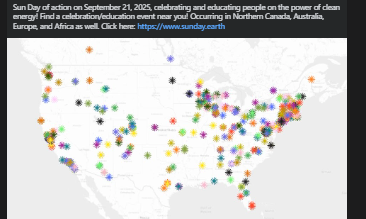 Sun Day of action on September 21, 2025, celebrating and educating people on the power of clean
energy! Find a celebration/education event near you! Occurring in Northern Canada, Australia,
Europe, and Africa as well. Click here: https://www.sunday.earth